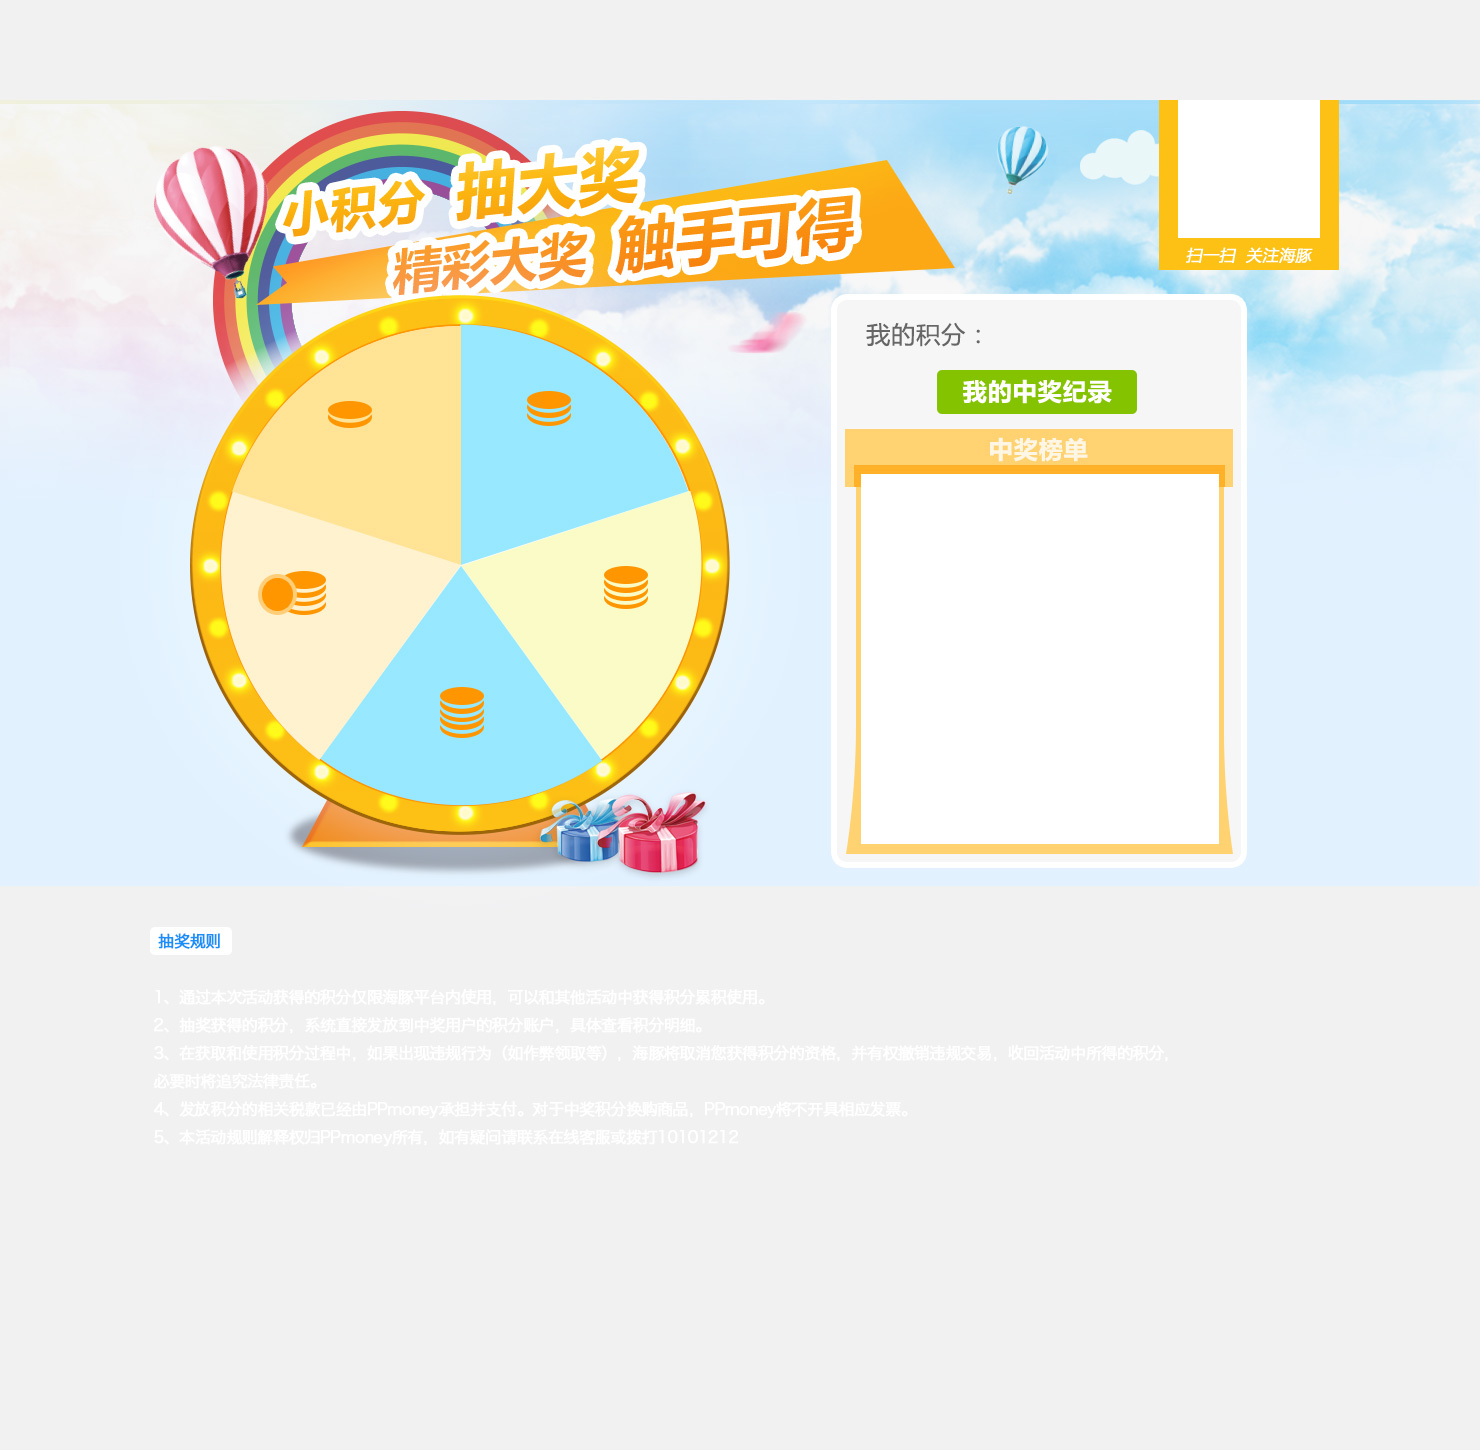 小积分 抽大奖
精彩大奖 触手可得
扫一扫 关注海豚
我的积分：
我的中奖纪录
中奖榜单
抽奖规则
1、通过本次活动获得的积分仅限海豚平台内使用，可以和其他活动中获得积分累积使用。
2、抽奖获得的积分，系统直接发放到中奖用户的积分账户，具体查看积分明细。
3、在获取和使用积分过程中，如果出现违规行为（如作弊领取等），海豚将取消您获得积分的资格，并有权撤销违规交易，收回活动中所得的积分，
必要时将追究法律责任。
4、发放积分的相关税款已经由PPmoney承担并支付。对于中奖积分换购商品，PPmoney将不开具相应发票。
5、本活动规则解释权归PPmoney所有，如有疑问请联系在线客服或拨打10101212